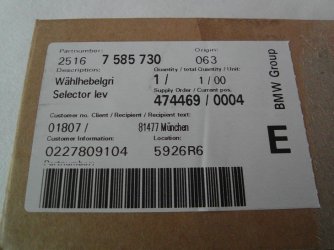 Partnumber: Origin:
2516 7 585 730 063
Description: Quantity / total Quantity / Unit:
Wählhebelgri 1 / 1 / 00
Selector lev Supply Order / Current pos.
474469 / 0004
Customer no. Client / Recipient / Recipient text:
01807 / 81477 München
Customer Information: Location:
0227809104 5926R6
E
BMW Group